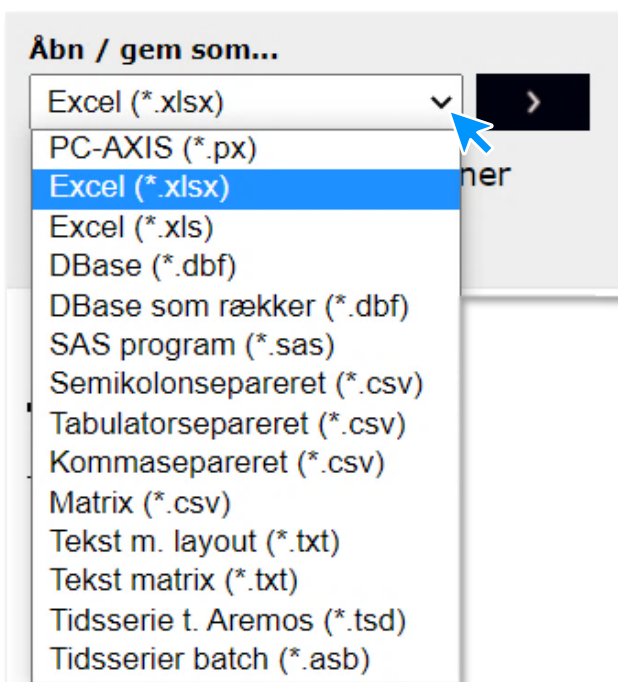 Åbn / gem som...
Excel (*.xlsx)
PC-AXIS (*.px)
ner
Excel (*.xlsx)
Excel (*.xls)
DBase (*.dbf)
DBase som rækker (*.dbf)
SAS program (*.sas)
Semikolonsepareret (*.csv)
Tabulatorsepareret (*.csv)
Kommasepareret (*.csv)
Matrix (*.csv)
Tekst m. layout (*.txt)
Tekst matrix (*.txt)
Tidsserie t. Aremos (*.tsd)
Tidsserier batch (*.asb)